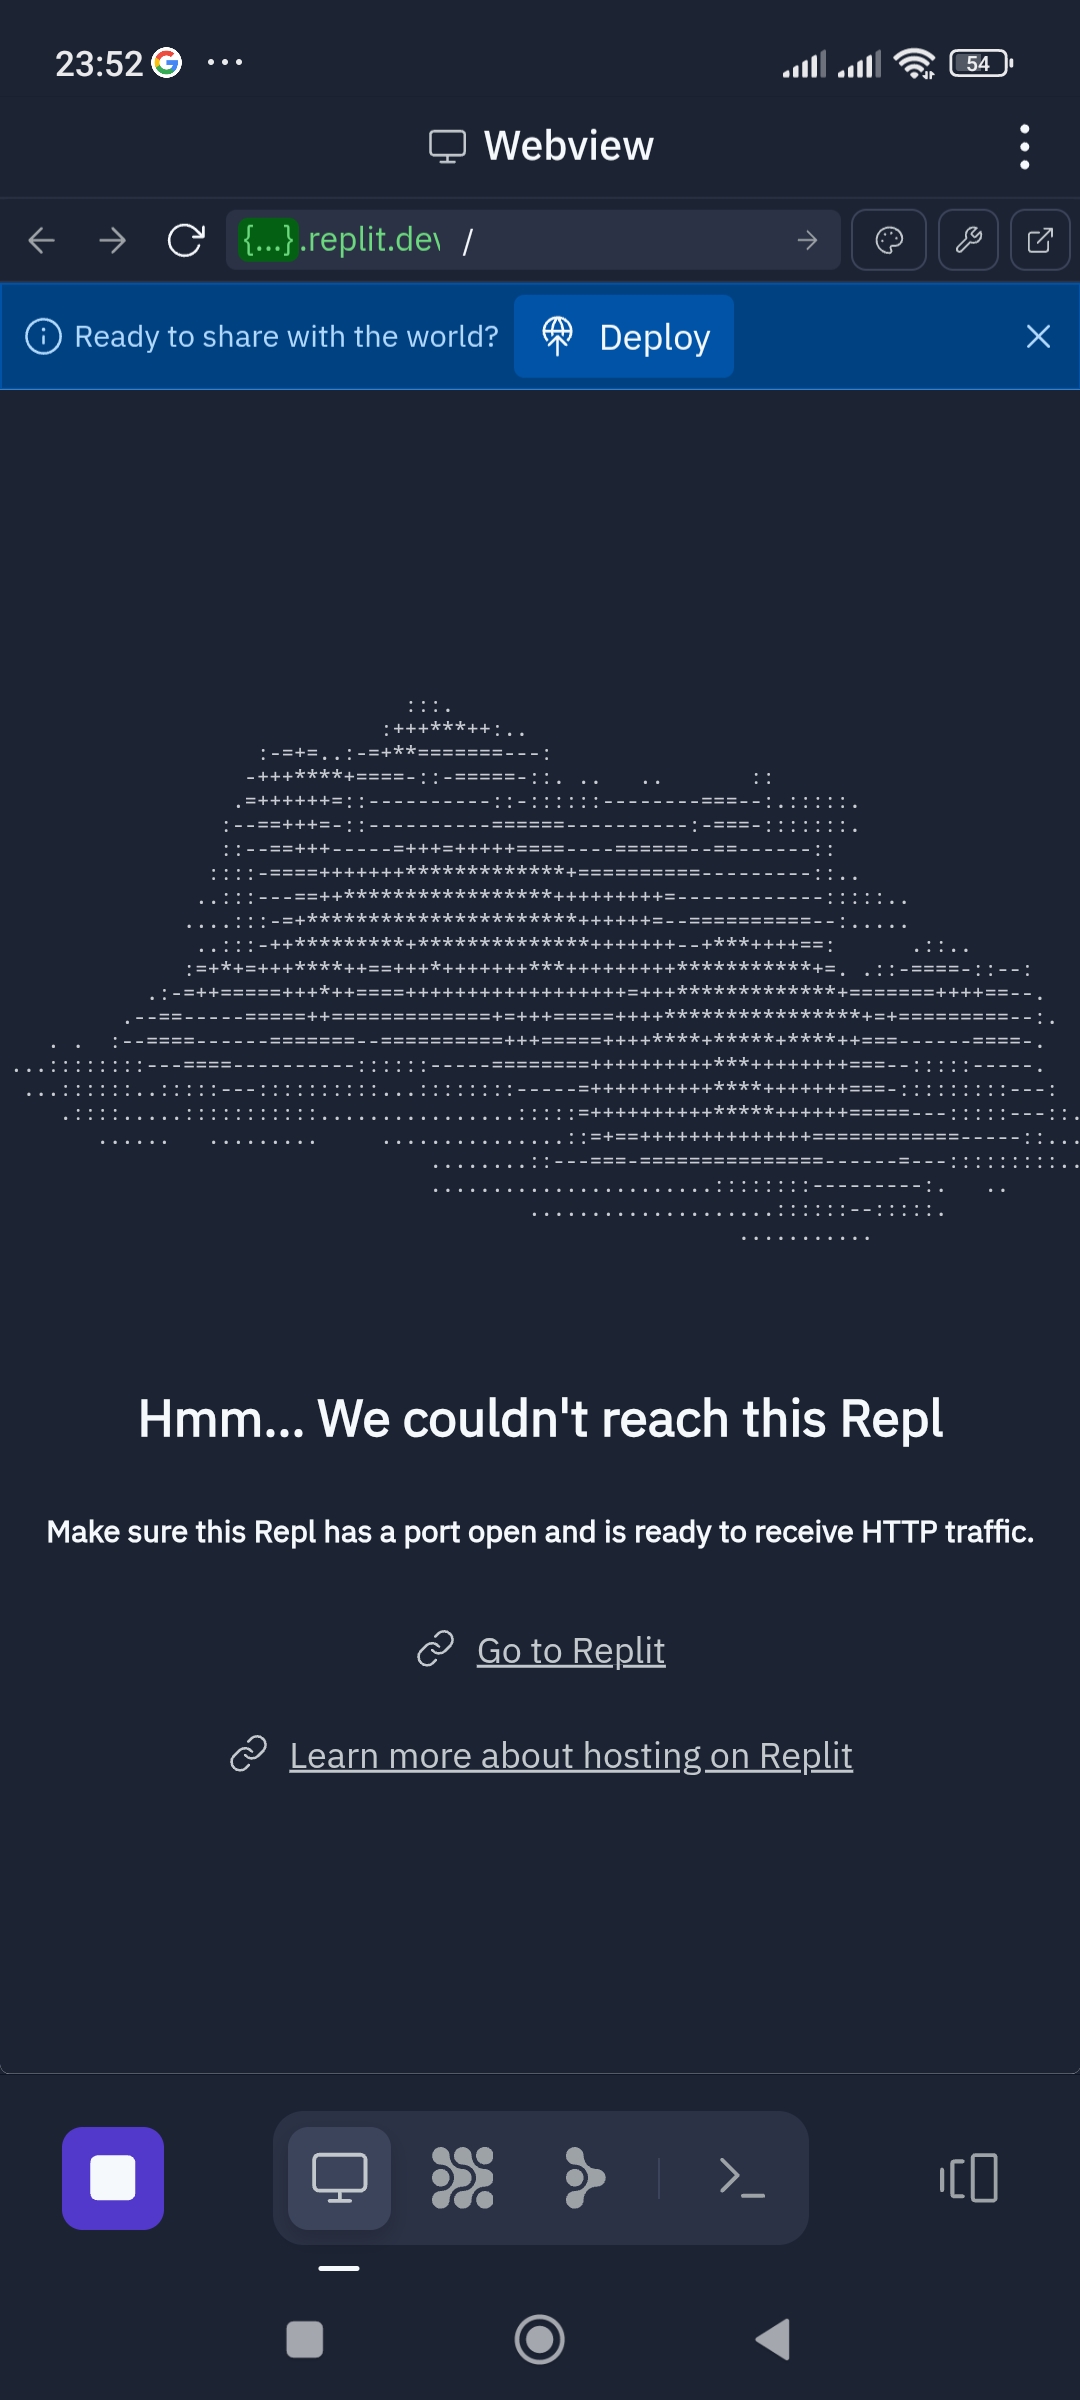 23:52
54
Webview
{...}.replit.dev /
Ready to share with the world?
Deploy
Hmm... We couldn't reach this Repl
Make sure this Repl has a port open and is ready to receive HTTP traffic.
Go to Replit
Learn more about hosting on Replit